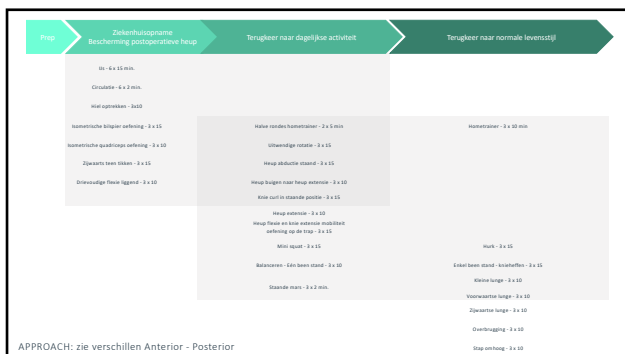 Prep
Ziekenhuisopname
Bescherming postoperatieve heup
Terugkeer naar dagelijkse activiteit
Terugkeer naar normale levensstijl
IJs - 6 x 15 min.
Circulatie - 6 x 2 min.
Hiel optrekken - 3x10
Isometrische bilspier oefening - 3 x 15
Isometrische quadriceps oefening - 3 x 10
Zijwaarts teen tikken - 3 x 15
Drievoudige flexie liggend - 3 x 10
Halve rondes hometrainer - 2 x 5 min
Uitwendige rotatie - 3 x 15
Heup abductie staand - 3 x 15
Heup buigen naar heup extensie - 3 x 10
Knie curl in staande positie - 3 x 15
Heup extensie - 3 x 10
Heup flexie en knie extensie mobiliteit
oefening op de trap - 3 x 15
Mini squat - 3 x 15
Balanceren - Eén been stand - 3 x 10
Staande mars - 3 x 2 min.
Hometrainer - 3 x 10 min
Hurk - 3 x 15
Enkel been stand - knieheffen - 3 x 15
Kleine lunge - 3 x 10
Voorwaartse lunge - 3 x 10
Zijwaartse lunge - 3 x 10
Overbrugging - 3 x 10
Stap omhoog - 3 x 10
APPROACH: zie verschillen Anterior - Posterior